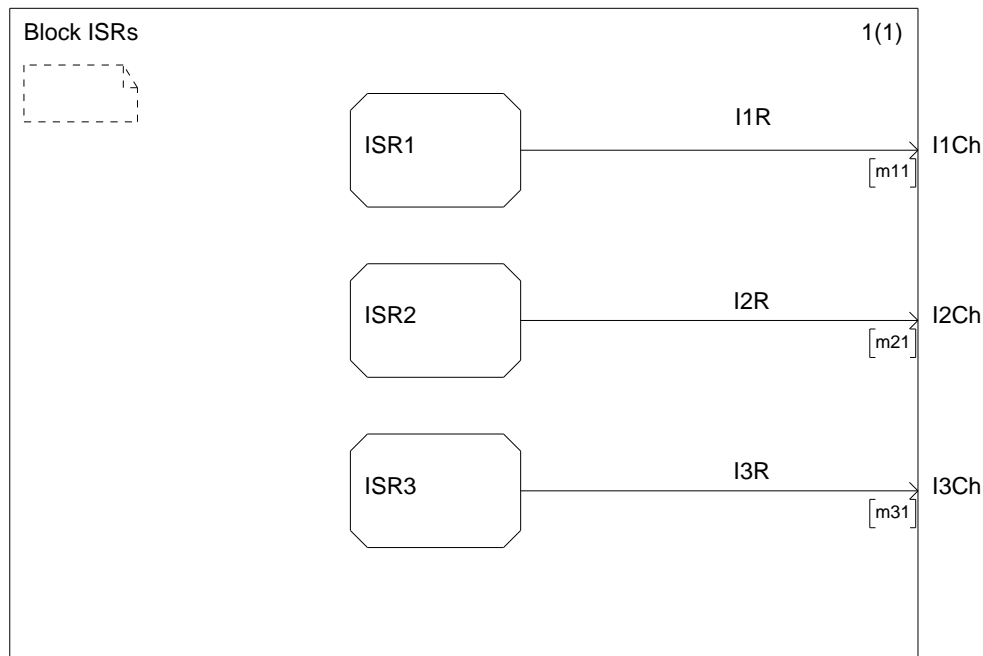 Block ISRs 1(1)
ISR1 I1R I1Ch
[m11]
ISR2 I2R I2Ch
[m21]
ISR3 I3R I3Ch
[m31]